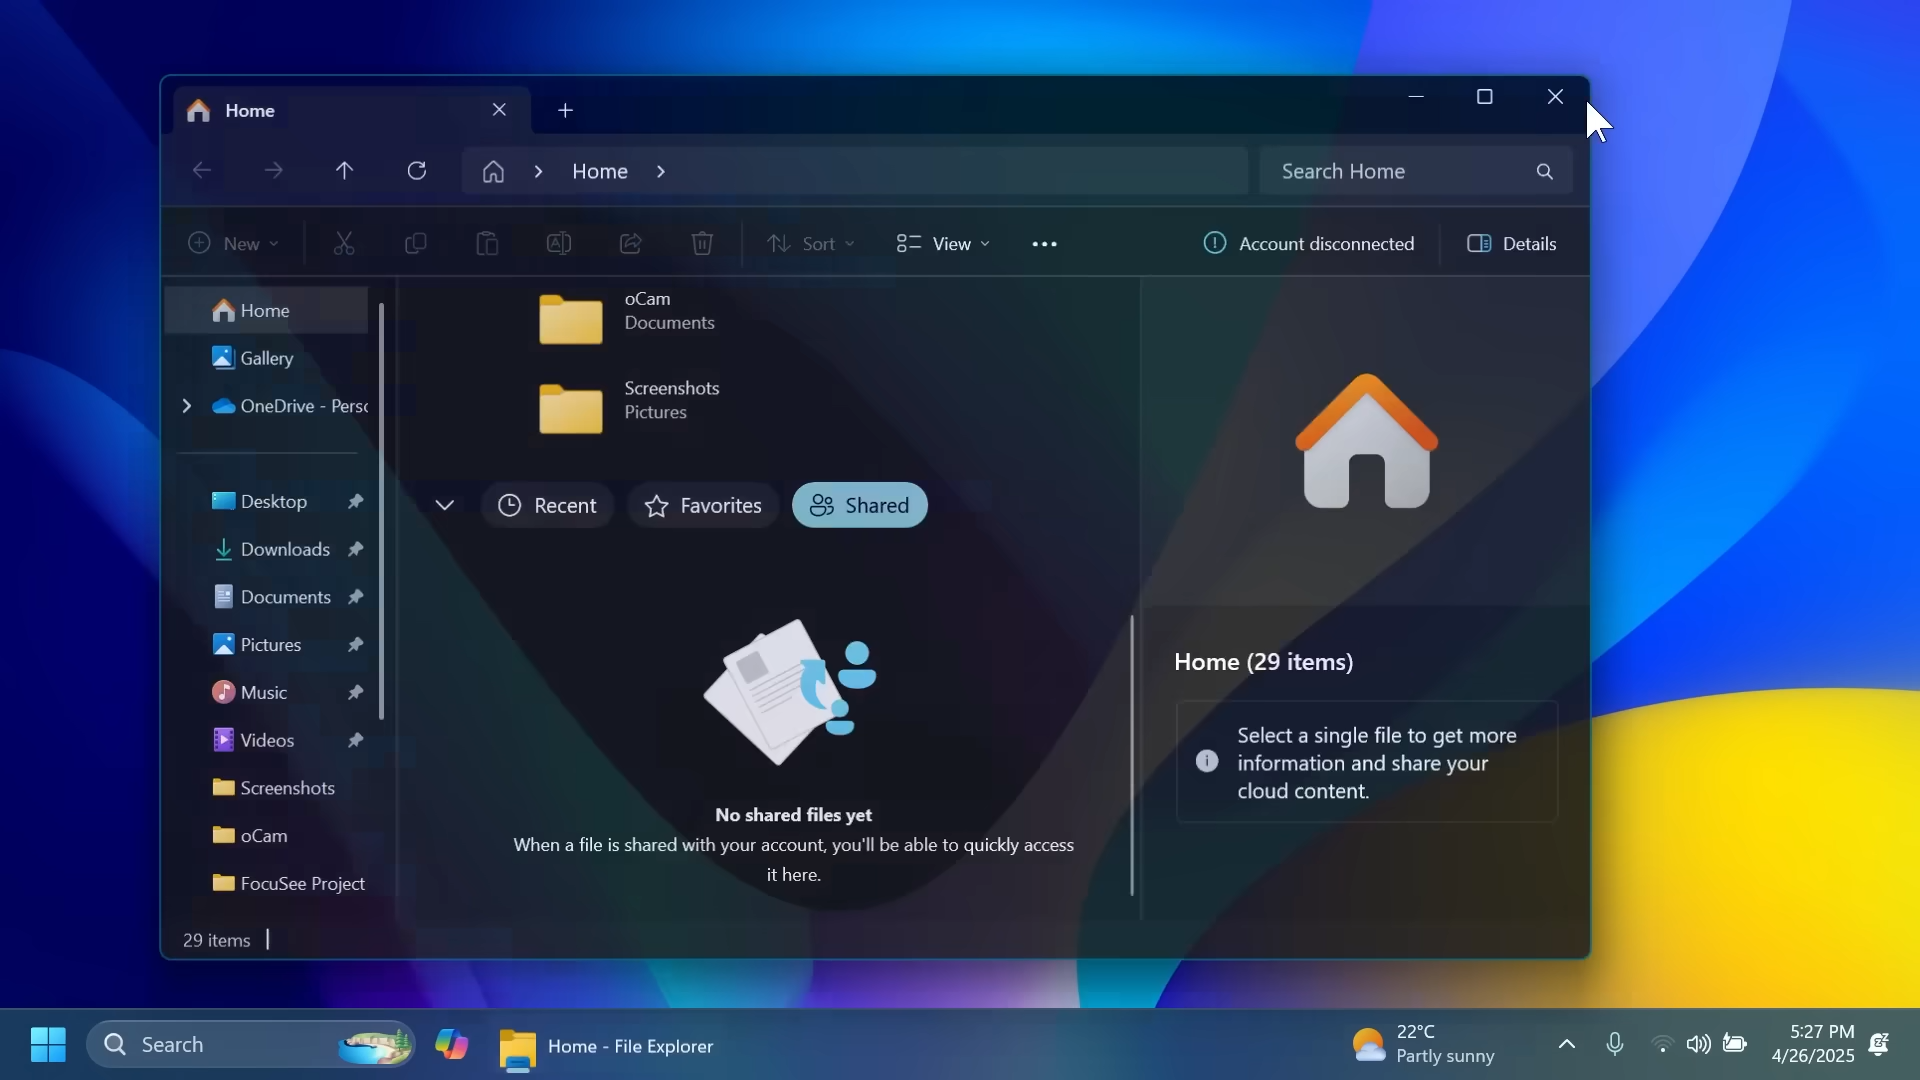 Home
Home
Search Home
New
Sort
View
Account disconnected
Details
Home
Gallery
OneDrive - Perso
Desktop
Downloads
Documents
Pictures
Music
Videos
Screenshots
oCam
FocuSee Project
oCam
Documents
Screenshots
Pictures
Recent
Favorites
Shared
No shared files yet
When a file is shared with your account, you'll be able to quickly access
it here.
Home (29 items)
Select a single file to get more
information and share your
cloud content.
29 items
Search
Home - File Explorer
22°C
Partly sunny
5:27 PM
4/26/2025